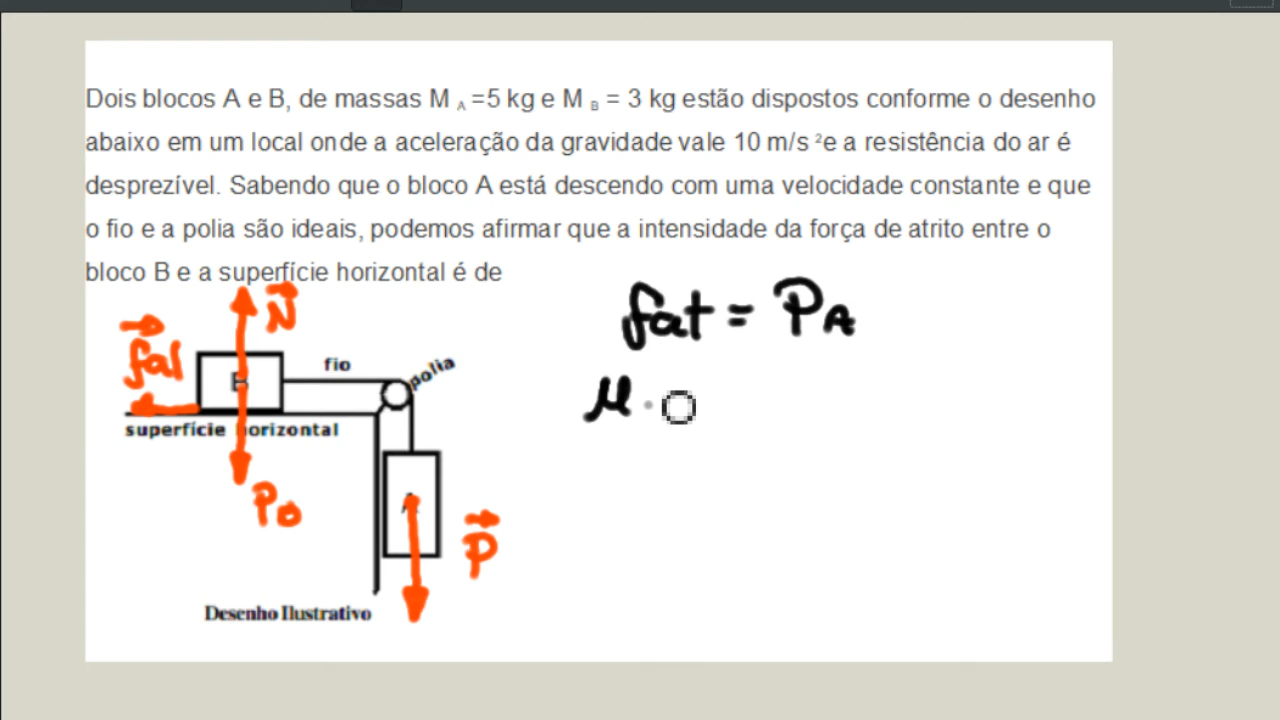 Dois blocos A e B, de massas M A =5 kg e M B = 3 kg estão dispostos conforme o desenho
abaixo em um local onde a aceleração da gravidade vale 10 m/s ²e a resistência do ar é
desprezível. Sabendo que o bloco A está descendo com uma velocidade constante e que
o fio e a polia são ideais, podemos afirmar que a intensidade da força de atrito entre o
bloco B e a superfície horizontal é de
N
fat = PA
fat
B
fio
polia
μ .
superfície horizontal
A
P
Desenho Ilustrativo